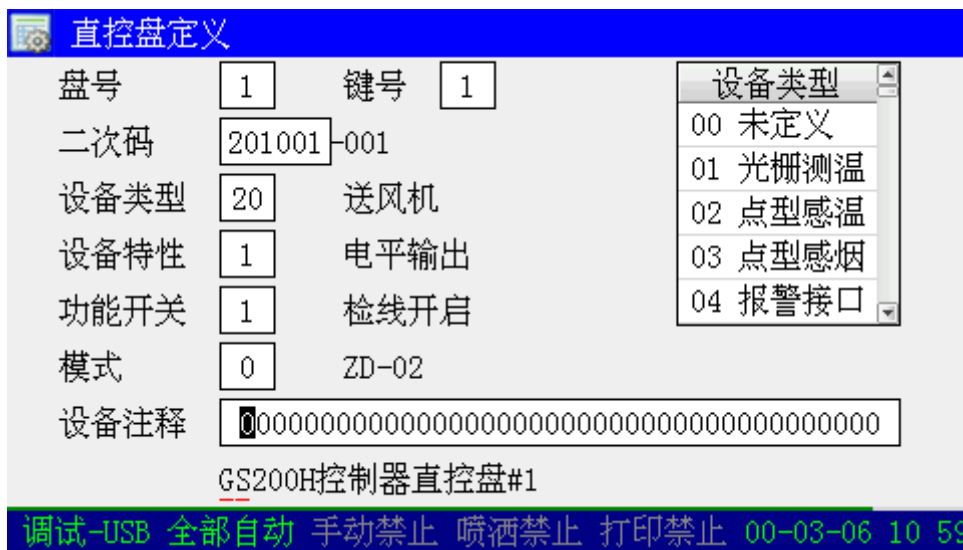 直控盘定义
盘号 1 键号 1
二次码 201001-001
设备类型 20 送风机
设备特性 1 电平输出
功能开关 1 检线开启
模式 0 ZD-02
设备注释 0000000000000000000000000000000000000000
GS200H控制器直控盘#1
设备类型
00 未定义
01 光栅测温
02 点型感温
03 点型感烟
04 报警接口
调试-USB 全部自动 手动禁止 喷洒禁止 打印禁止 00-03-06 10 59